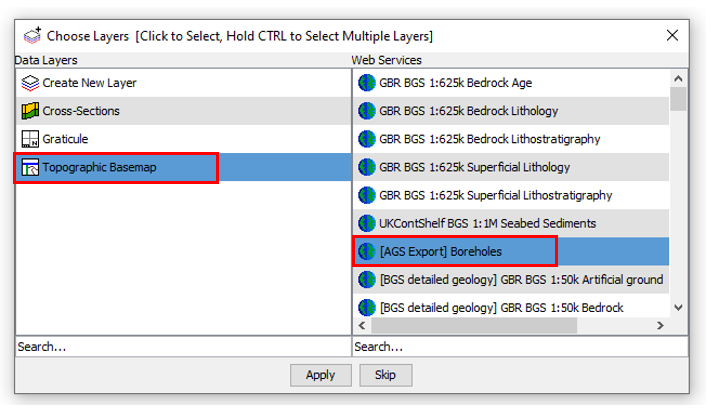 Choose Layers [Click to Select, Hold CTRL to Select Multiple Layers]
Data Layers
Create New Layer
Cross-Sections
Graticule
Topographic Basemap
Search...
Web Services
GBR BGS 1:625k Bedrock Age
GBR BGS 1:625k Bedrock Lithology
GBR BGS 1:625k Bedrock Lithostratigraphy
GBR BGS 1:625k Superficial Lithology
GBR BGS 1:625k Superficial Lithostratigraphy
UKContShelf BGS 1:1M Seabed Sediments
[AGS Export] Boreholes
[BGS detailed geology] GBR BGS 1:50k Artificial ground
[BGS detailed geology] GBR BGS 1:50k Bedrock
Search...
Apply
Skip